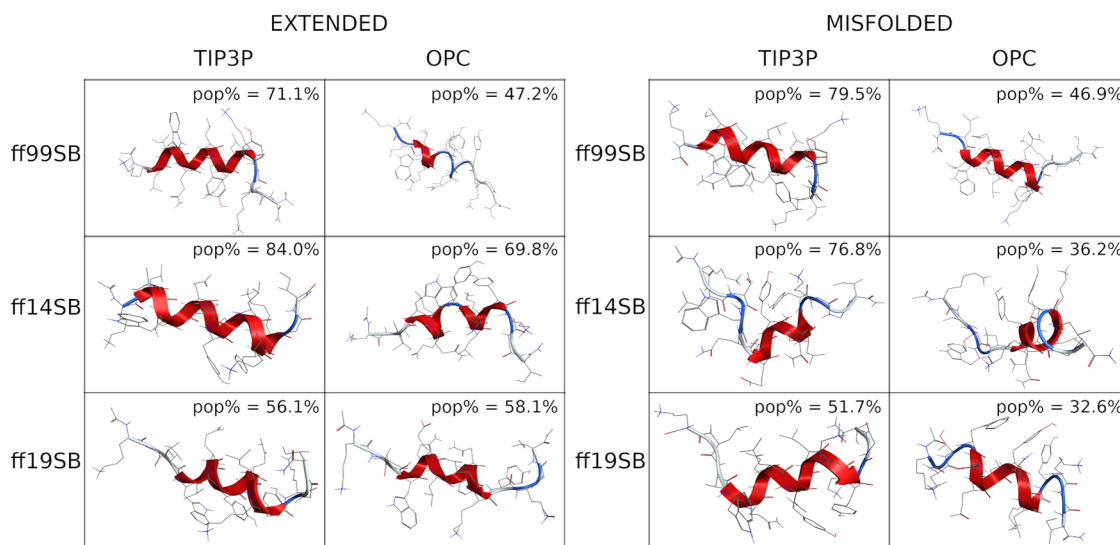 EXTENDED MISFOLDED
TIP3P OPC TIP3P OPC
pop% = 71.1% pop% = 47.2% pop% = 79.5% pop% = 46.9%
ff99SB ff99SB
pop% = 84.0% pop% = 69.8% pop% = 76.8% pop% = 36.2%
ff14SB ff14SB
pop% = 56.1% pop% = 58.1% pop% = 51.7% pop% = 32.6%
ff19SB ff19SB